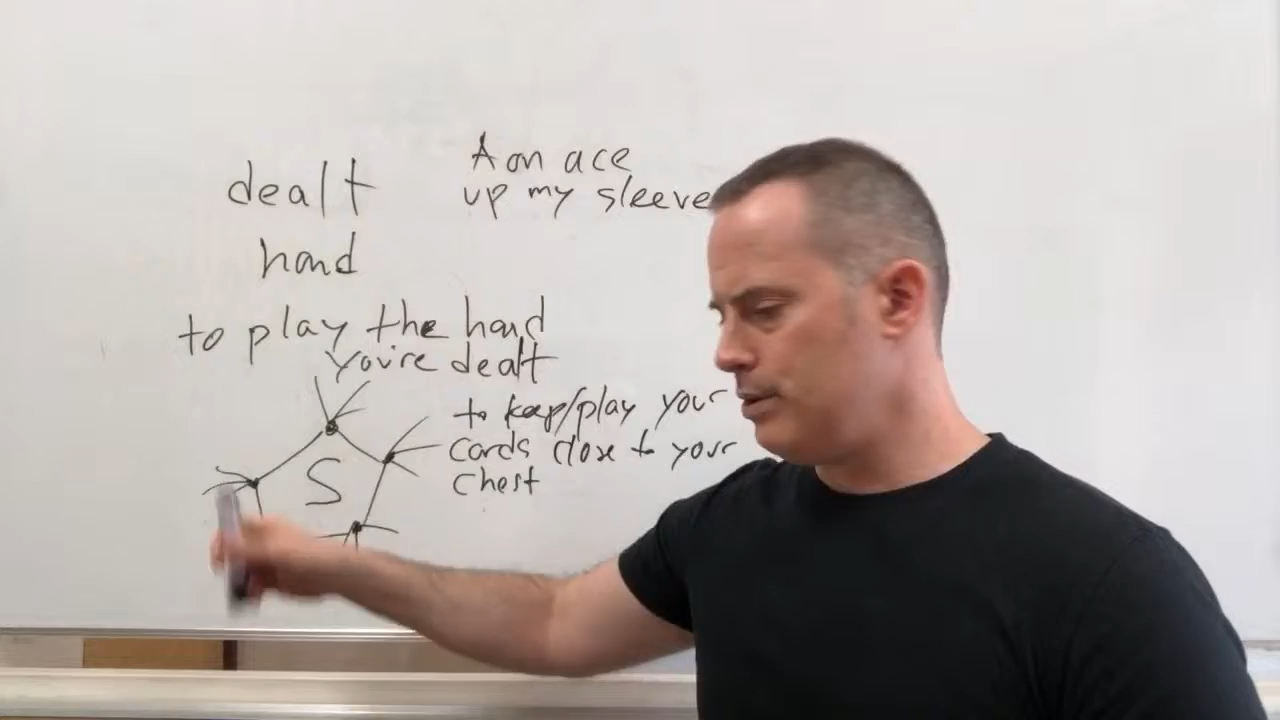 dealt
hand
A on ace
up my sleeve
to play the hand
you're dealt
to keep/play your
cards close to your
chest
S